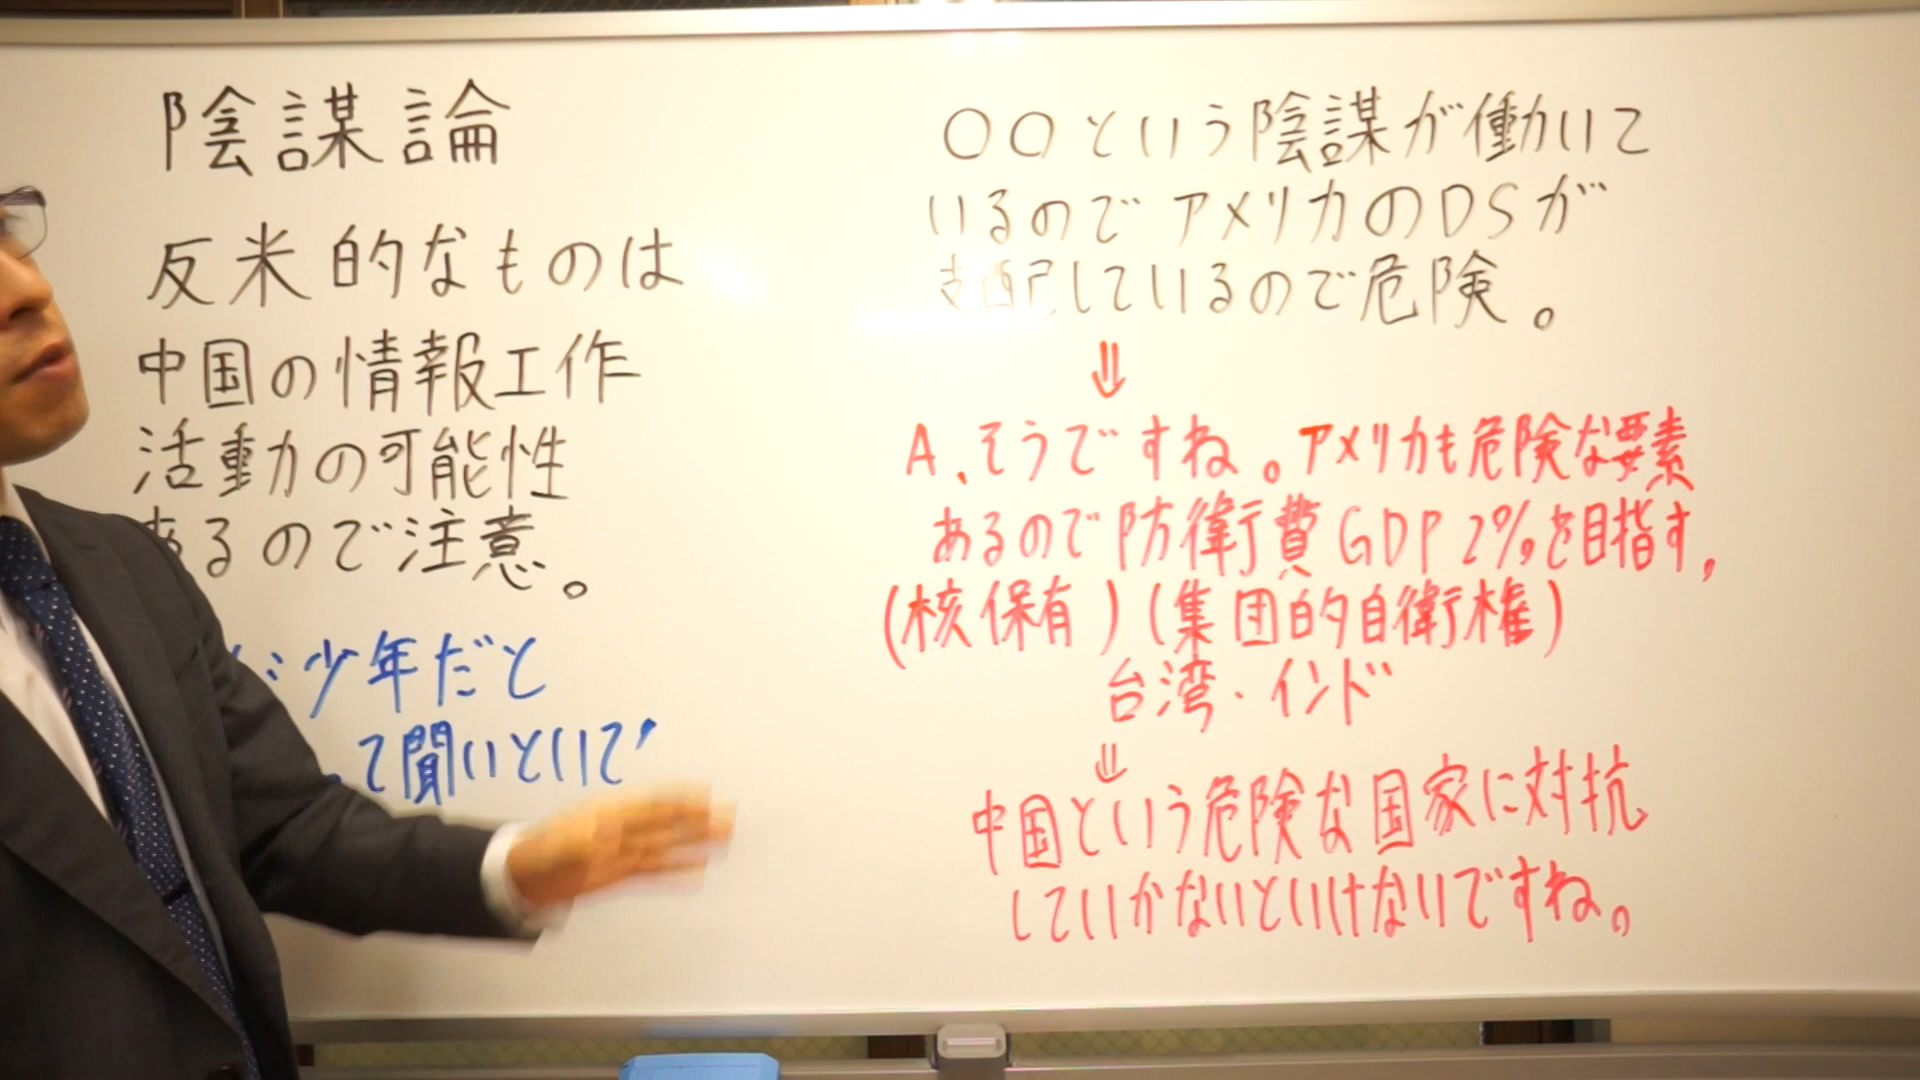 陰謀論
反米的なものは
中国の情報工作
活動の可能性
あるので注意。
少年だと
て聞いといて
〇〇という陰謀が働いて
いるのでアメリカのDSが
支配しているので危険。
⇓
A、そうですね。アメリカも危険な要素
あるので防衛費GDP2%を目指す，
(核保有)(集団的自衛権)
台湾・インド
⇓
中国という危険な国家に対抗
していかないといけないですね。